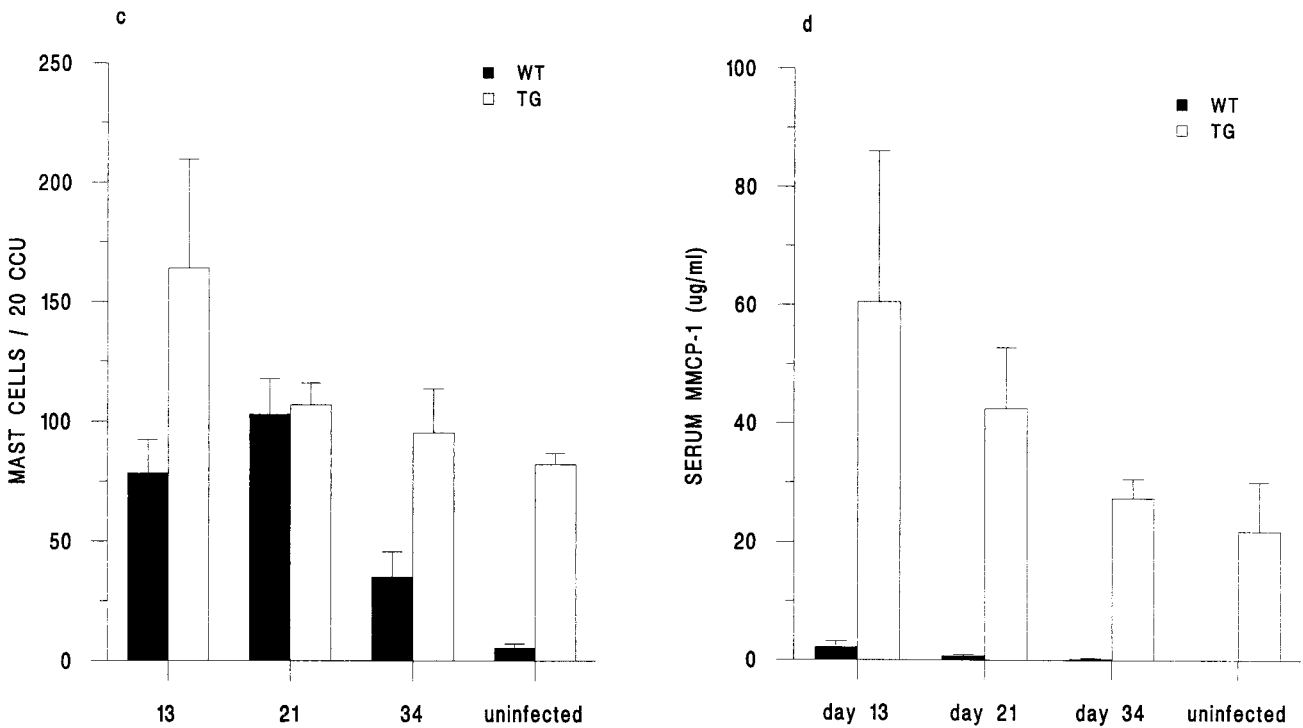 c
250
200
150
100
50
0
MAST CELLS / 20 CCU
WT
TG
13 21 34 uninfected
d
100
80
60
40
20
0
SERUM MMCP-1 (ug/ml)
WT
TG
day 13 day 21 day 34 uninfected